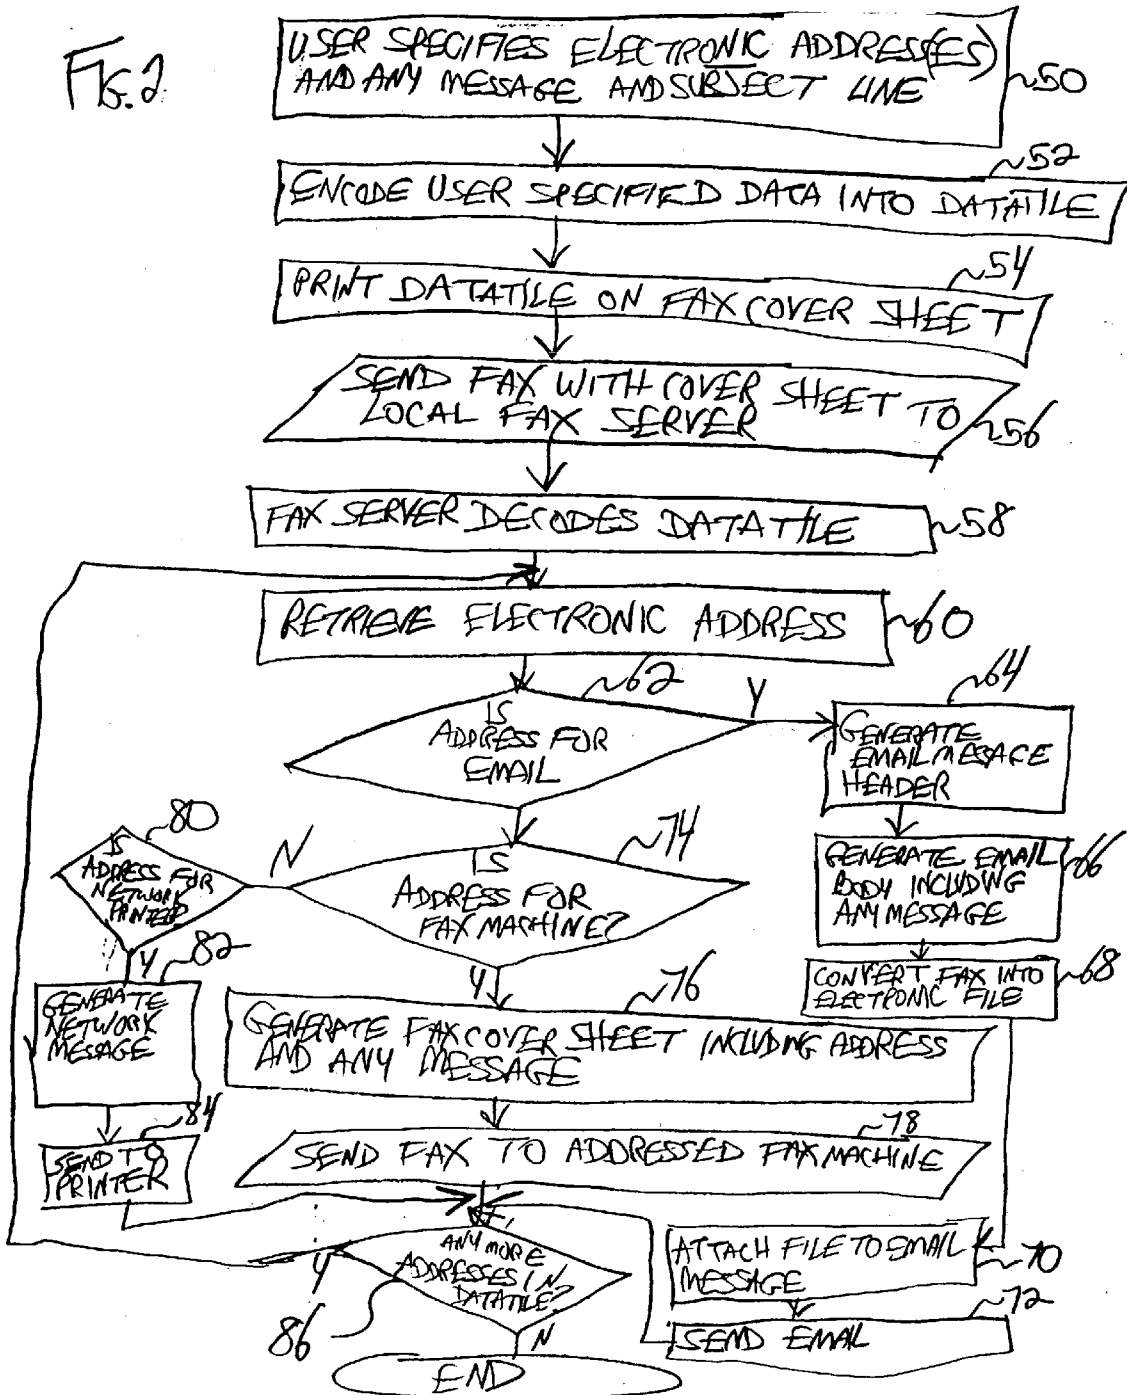 FIG. 2
USER SPECIFIES ELECTRONIC ADDRESS(ES)
AND ANY MESSAGE AND SUBJECT LINE
50
52
ENCODE USER SPECIFIED DATA INTO DATATILE
54
PRINT DATATILE ON FAX COVER SHEET
SEND FAX WITH COVER SHEET TO
LOCAL FAX SERVER
56
FAX SERVER DECODES DATATILE
58
RETRIEVE ELECTRONIC ADDRESS
60
62
Y
IS
ADDRESS FOR
EMAIL
64
GENERATE
EMAIL MESSAGE
HEADER
80
IS
ADDRESS FOR
NETWORK
PRINTER?
N
74
IS
ADDRESS FOR
FAX MACHINE?
GENERATE EMAIL
BODY INCLUDING
ANY MESSAGE
66
CONVERT FAX INTO
ELECTRONIC FILE
68
Y
82
GENERATE
NETWORK
MESSAGE
Y
76
GENERATE FAX COVER SHEET INCLUDING ADDRESS
AND ANY MESSAGE
84
SEND TO
PRINTER
78
SEND FAX TO ADDRESSED FAX MACHINE
Y
ANY MORE
ADDRESSES IN
DATATILE?
86
N
ATTACH FILE TO EMAIL
MESSAGE
70
72
SEND EMAIL
END